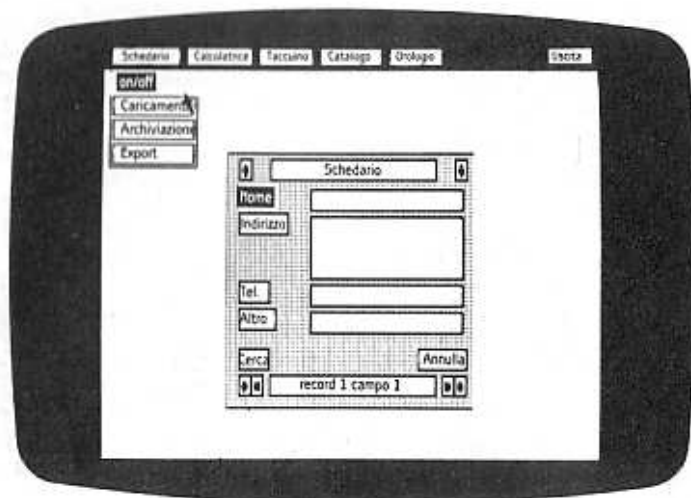 Schedario Calcolatrice Taccuino Catalogo Orologio Uscita
on/off
Caricamento
Archiviazione
Export
Schedario
Nome
Indirizzo
Tel.
Altro
Cerca Annulla
record 1 campo 1